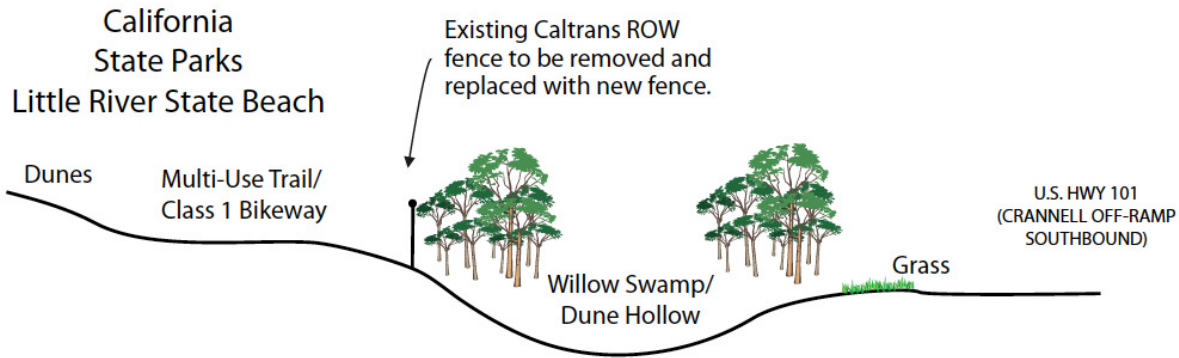 California
State Parks
Little River State Beach
Existing Caltrans ROW
fence to be removed and
replaced with new fence.
Dunes
Multi-Use Trail/
Class 1 Bikeway
U.S. HWY 101
(CRANNELL OFF-RAMP
SOUTHBOUND)
Willow Swamp/
Dune Hollow
Grass